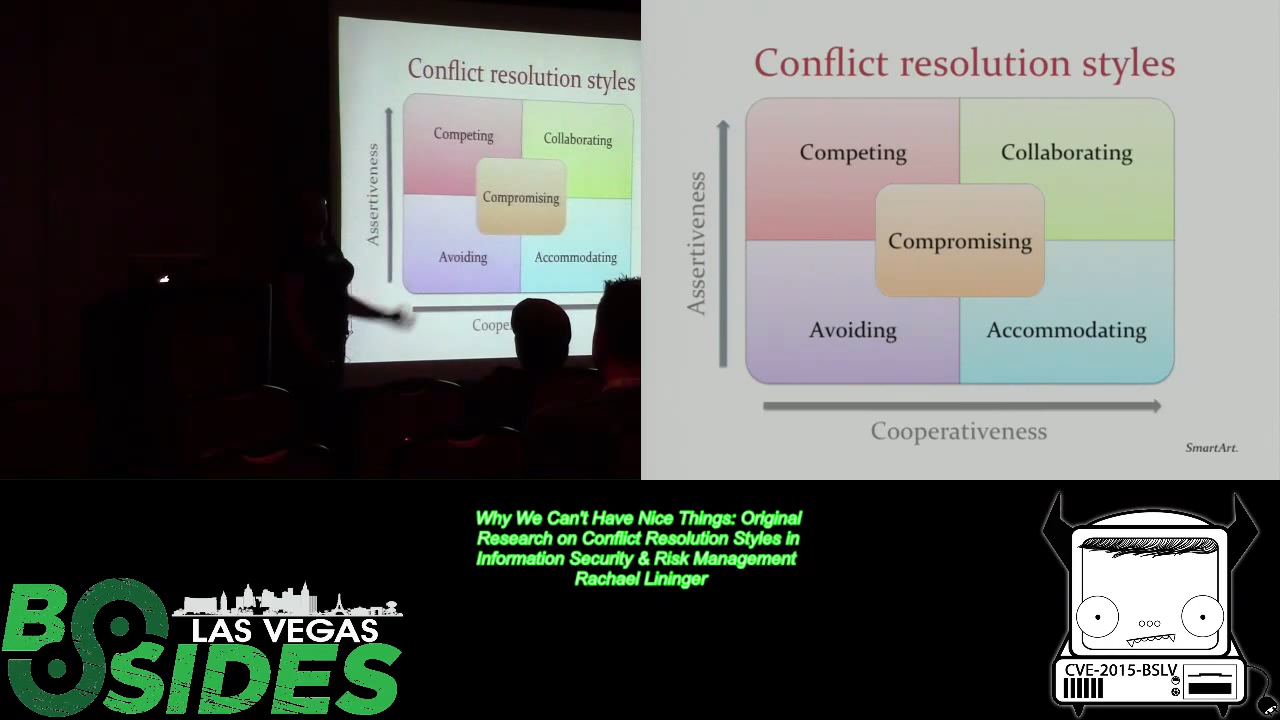 Conflict resolution styles
Competing
Collaborating
Compromising
Avoiding
Accommodating
Assertiveness
Conflict resolution styles
Competing
Collaborating
Compromising
Avoiding
Accommodating
Assertiveness
Cooperativeness
SmartArt.
Why We Can't Have Nice Things: Original
Research on Conflict Resolution Styles in
Information Security & Risk Management
Rachael Lininger
BSIDES
LAS VEGAS
CVE-2015-BSLV